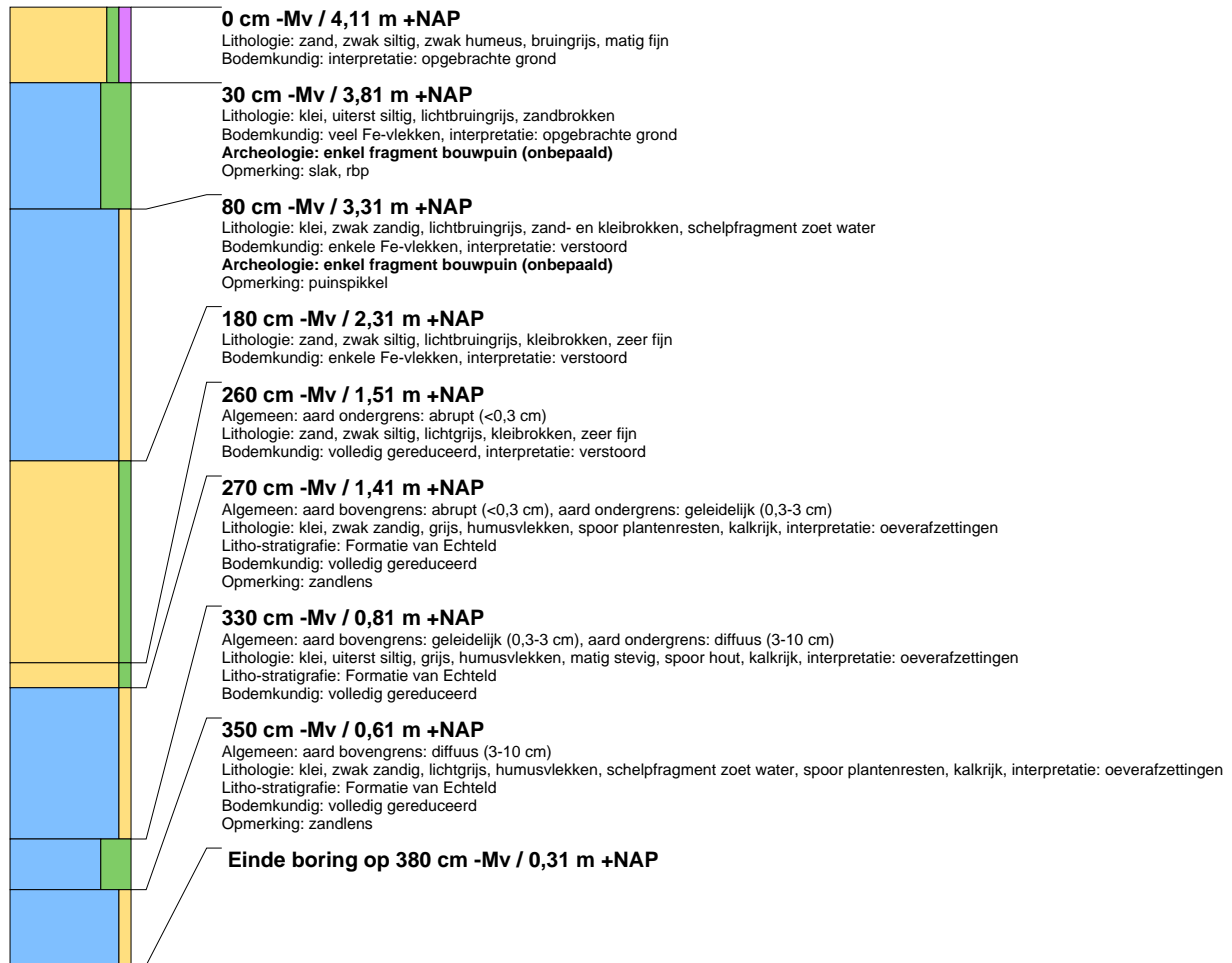 0 cm -Mv / 4,11 m +NAP
Lithologie: zand, zwak siltig, zwak humeus, bruingrijs, matig fijn
Bodemkundig: interpretatie: opgebrachte grond
30 cm -Mv / 3,81 m +NAP
Lithologie: klei, uiterst siltig, lichtbruingrijs, zandbrokken
Bodemkundig: veel Fe-vlekken, interpretatie: opgebrachte grond
Archeologie: enkel fragment bouwpuin (onbepaald)
Opmerking: slak, rbp
80 cm -Mv / 3,31 m +NAP
Lithologie: klei, zwak zandig, lichtbruingrijs, zand- en kleibrokken, schelpfragment zoet water
Bodemkundig: enkele Fe-vlekken, interpretatie: verstoord
Archeologie: enkel fragment bouwpuin (onbepaald)
Opmerking: puinspikkel
180 cm -Mv / 2,31 m +NAP
Lithologie: zand, zwak siltig, lichtbruingrijs, kleibrokken, zeer fijn
Bodemkundig: enkele Fe-vlekken, interpretatie: verstoord
260 cm -Mv / 1,51 m +NAP
Algemeen: aard ondergrens: abrupt (<0,3 cm)
Lithologie: zand, zwak siltig, lichtgrijs, kleibrokken, zeer fijn
Bodemkundig: volledig gereduceerd, interpretatie: verstoord
270 cm -Mv / 1,41 m +NAP
Algemeen: aard bovengrens: abrupt (<0,3 cm), aard ondergrens: geleidelijk (0,3-3 cm)
Lithologie: klei, zwak zandig, grijs, humusvlekken, spoor plantenresten, kalkrijk, interpretatie: oeverafzettingen
Litho-stratigrafie: Formatie van Echteld
Bodemkundig: volledig gereduceerd
Opmerking: zandlens
330 cm -Mv / 0,81 m +NAP
Algemeen: aard bovengrens: geleidelijk (0,3-3 cm), aard ondergrens: diffuus (3-10 cm)
Lithologie: klei, uiterst siltig, grijs, humusvlekken, matig stevig, spoor hout, kalkrijk, interpretatie: oeverafzettingen
Litho-stratigrafie: Formatie van Echteld
Bodemkundig: volledig gereduceerd
350 cm -Mv / 0,61 m +NAP
Algemeen: aard bovengrens: diffuus (3-10 cm)
Lithologie: klei, zwak zandig, lichtgrijs, humusvlekken, schelpfragment zoet water, spoor plantenresten, kalkrijk, interpretatie: oeverafzettingen
Litho-stratigrafie: Formatie van Echteld
Bodemkundig: volledig gereduceerd
Opmerking: zandlens
Einde boring op 380 cm -Mv / 0,31 m +NAP